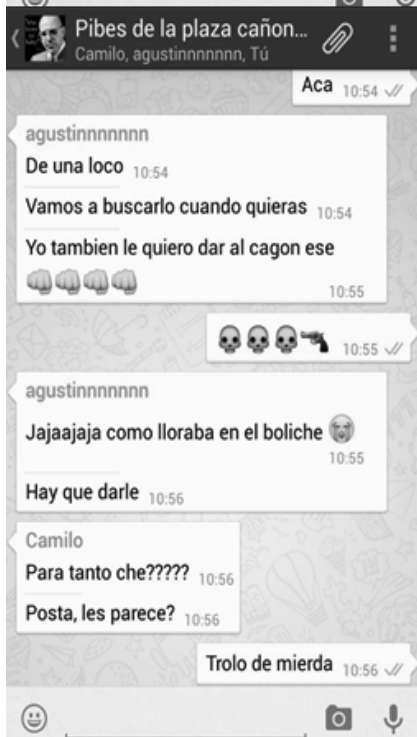 Pibes de la plaza cañon...
Camilo, agustinnnnnnn, Tú
Aca 10:54
agustinnnnnnn
De una loco 10:54
Vamos a buscarlo cuando quieras 10:54
Yo tambien le quiero dar al cagon ese
👊👊👊👊
10:55
💀💀💀🔫 10:55
agustinnnnnnn
Jajaajaja como lloraba en el boliche 😭
10:55
Hay que darle 10:56
Camilo
Para tanto che????? 10:56
Posta, les parece? 10:56
Trolo de mierda 10:56